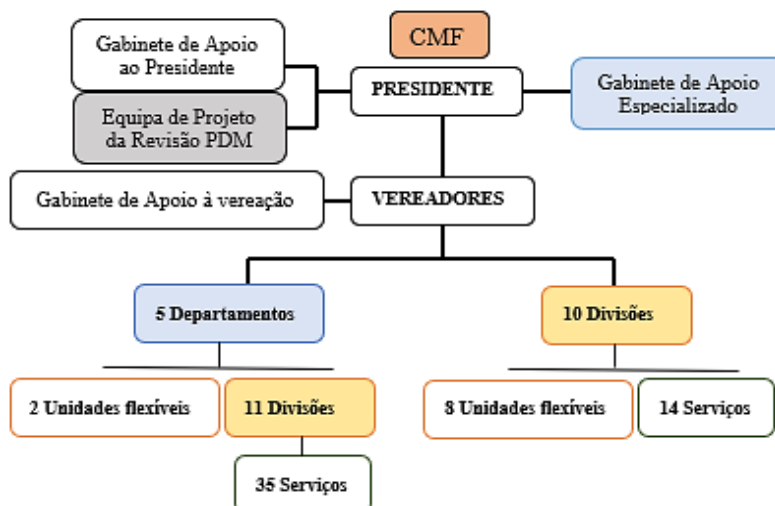 CMF
Gabinete de Apoio
ao Presidente
PRESIDENTE
Gabinete de Apoio
Especializado
Equipa de Projeto
da Revisão PDM
Gabinete de Apoio à vereação
VEREADORES
5 Departamentos
10 Divisões
2 Unidades flexíveis
11 Divisões
8 Unidades flexíveis
14 Serviços
35 Serviços